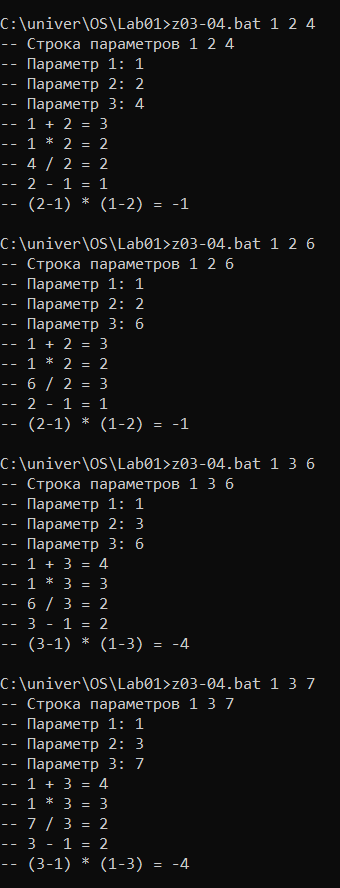 C:\univer\OS\Lab01>z03-04.bat 1 2 4
-- Строка параметров 1 2 4
-- Параметр 1: 1
-- Параметр 2: 2
-- Параметр 3: 4
-- 1 + 2 = 3
-- 1 * 2 = 2
-- 4 / 2 = 2
-- 2 - 1 = 1
-- (2-1) * (1-2) = -1
C:\univer\OS\Lab01>z03-04.bat 1 2 6
-- Строка параметров 1 2 6
-- Параметр 1: 1
-- Параметр 2: 2
-- Параметр 3: 6
-- 1 + 2 = 3
-- 1 * 2 = 2
-- 6 / 2 = 3
-- 2 - 1 = 1
-- (2-1) * (1-2) = -1
C:\univer\OS\Lab01>z03-04.bat 1 3 6
-- Строка параметров 1 3 6
-- Параметр 1: 1
-- Параметр 2: 3
-- Параметр 3: 6
-- 1 + 3 = 4
-- 1 * 3 = 3
-- 6 / 3 = 2
-- 3 - 1 = 2
-- (3-1) * (1-3) = -4
C:\univer\OS\Lab01>z03-04.bat 1 3 7
-- Строка параметров 1 3 7
-- Параметр 1: 1
-- Параметр 2: 3
-- Параметр 3: 7
-- 1 + 3 = 4
-- 1 * 3 = 3
-- 7 / 3 = 2
-- 3 - 1 = 2
-- (3-1) * (1-3) = -4